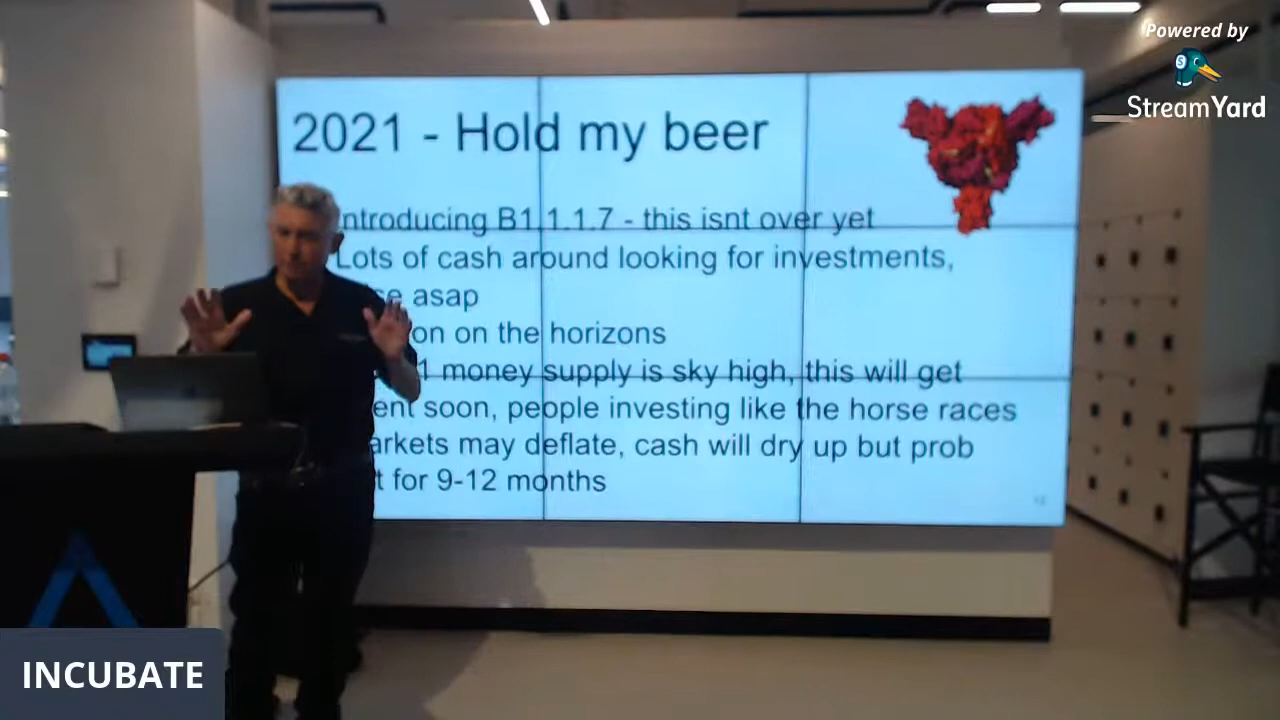 Powered by
StreamYard
2021 - Hold my beer
ntroducing B1.1.1.7 - this isnt over yet
Lots of cash around looking for investments,
se asap
on on the horizons
1 money supply is sky high, this will get
ent soon, people investing like the horse races
arkets may deflate, cash will dry up but prob
t for 9-12 months
INCUBATE